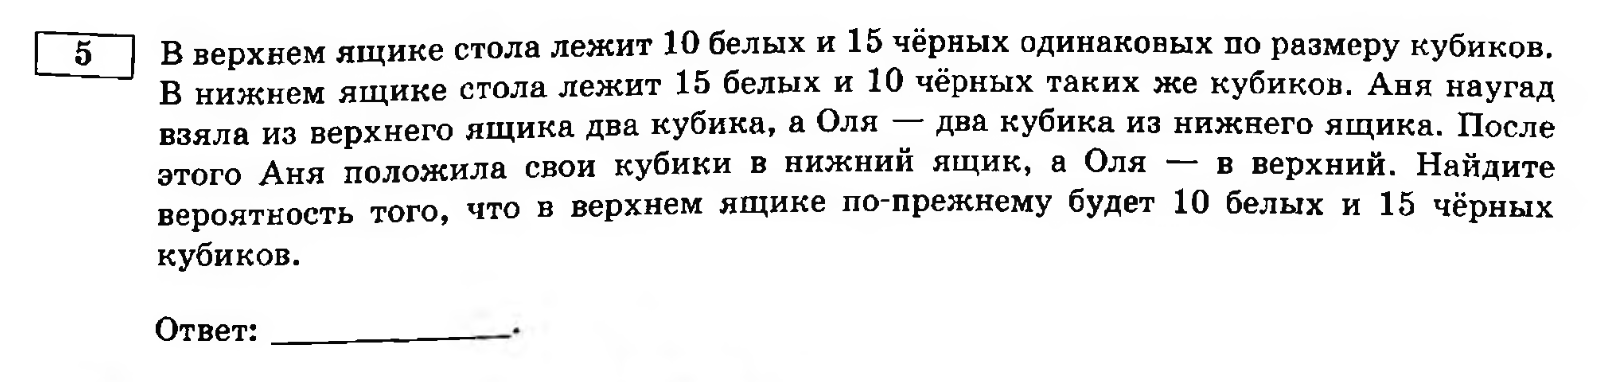 5
В верхнем ящике стола лежит 10 белых и 15 чёрных одинаковых по размеру кубиков.
В нижнем ящике стола лежит 15 белых и 10 чёрных таких же кубиков. Аня наугад
взяла из верхнего ящика два кубика, а Оля — два кубика из нижнего ящика. После
этого Аня положила свои кубики в нижний ящик, а Оля — в верхний. Найдите
вероятность того, что в верхнем ящике по-прежнему будет 10 белых и 15 чёрных
кубиков.
Ответ: ______________.